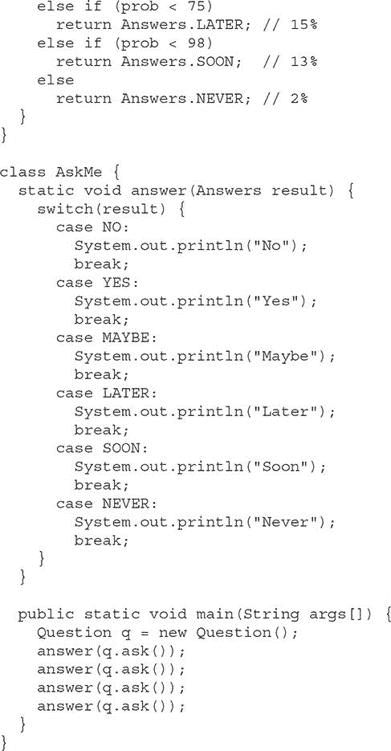 else if (prob < 75)
      return Answers.LATER; // 15%
    else if (prob < 98)
      return Answers.SOON;  // 13%
    else
      return Answers.NEVER; // 2%
  }
}

class AskMe {
  static void answer(Answers result) {
    switch(result) {
      case NO:
        System.out.println("No");
        break;
      case YES:
        System.out.println("Yes");
        break;
      case MAYBE:
        System.out.println("Maybe");
        break;
      case LATER:
        System.out.println("Later");
        break;
      case SOON:
        System.out.println("Soon");
        break;
      case NEVER:
        System.out.println("Never");
        break;
    }
  }

  public static void main(String args[]) {
    Question q = new Question();
    answer(q.ask());
    answer(q.ask());
    answer(q.ask());
    answer(q.ask());
  }
}